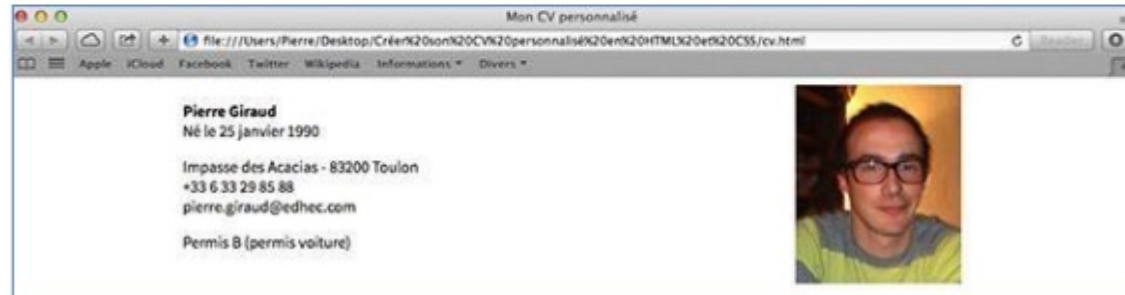 Mon CV personnalisé
file:///Users/Pierre/Desktop/Créer%20son%20CV%20personnalisé%20en%20HTML%20et%20CSS/cv.html
Reader
Apple iCloud Facebook Twitter Wikipedia Informations Divers
Pierre Giraud
Né le 25 janvier 1990
Impasse des Acacias - 83200 Toulon
+33 6 33 29 85 88
pierre.giraud@edhec.com
Permis B (permis voiture)